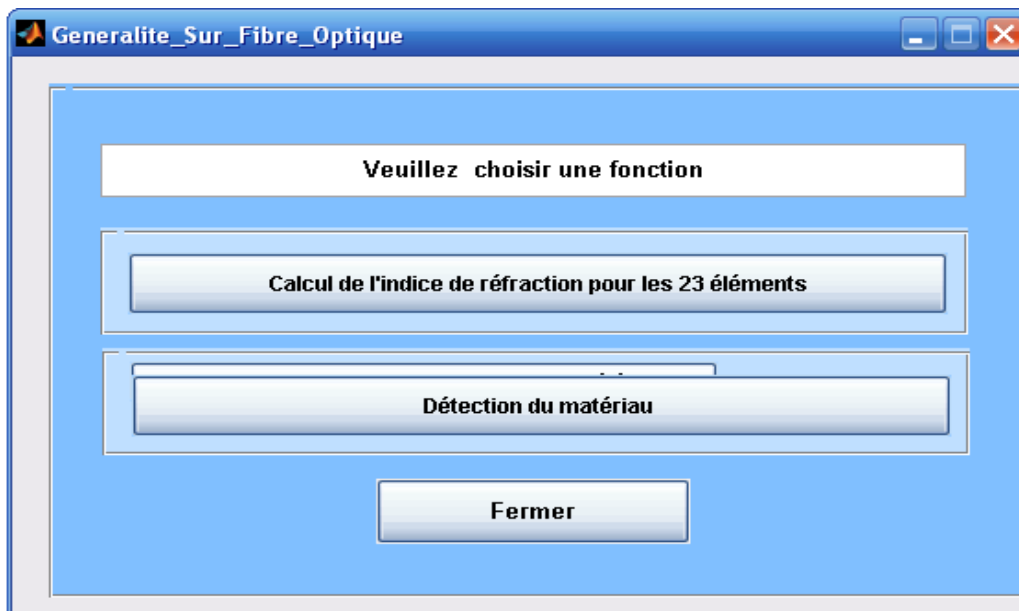 Generalite_Sur_Fibre_Optique
Veuillez choisir une fonction
Calcul de l'indice de réfraction pour les 23 éléments
Détection du matériau
Fermer